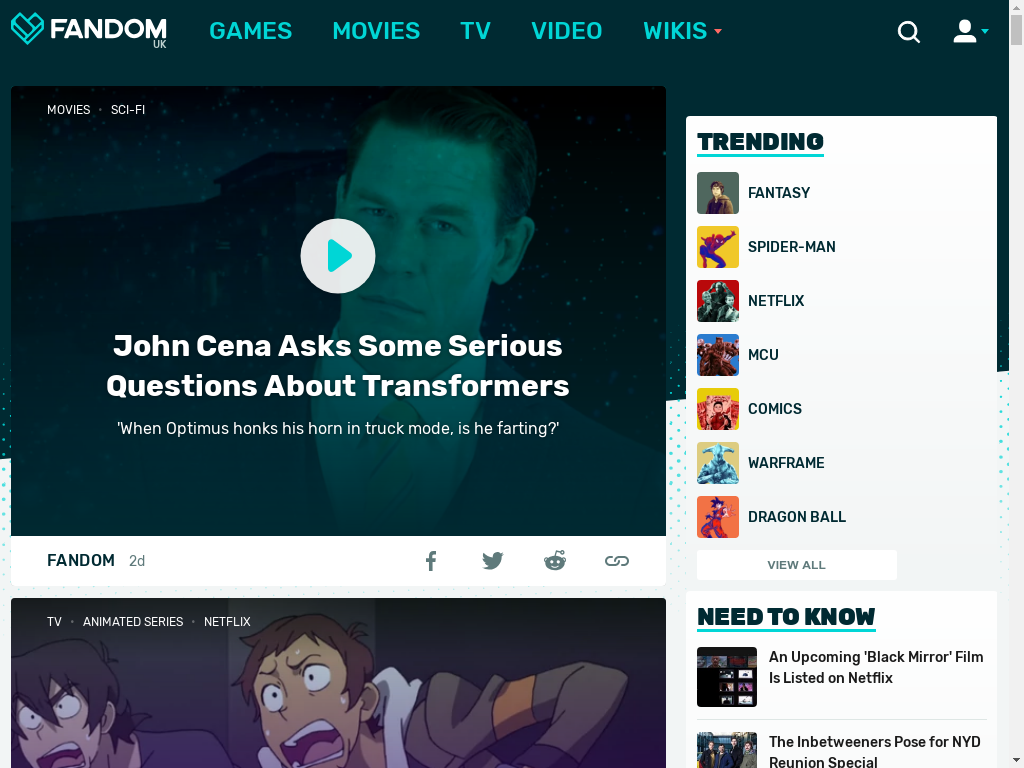 FANDOM
UK
GAMES
MOVIES
TV
VIDEO
WIKIS
MOVIES • SCI-FI
John Cena Asks Some Serious
Questions About Transformers
'When Optimus honks his horn in truck mode, is he farting?'
FANDOM 2d
TV • ANIMATED SERIES • NETFLIX
TRENDING
FANTASY
SPIDER-MAN
NETFLIX
MCU
COMICS
WARFRAME
DRAGON BALL
VIEW ALL
NEED TO KNOW
An Upcoming 'Black Mirror' Film
Is Listed on Netflix
The Inbetweeners Pose for NYD
Reunion Special